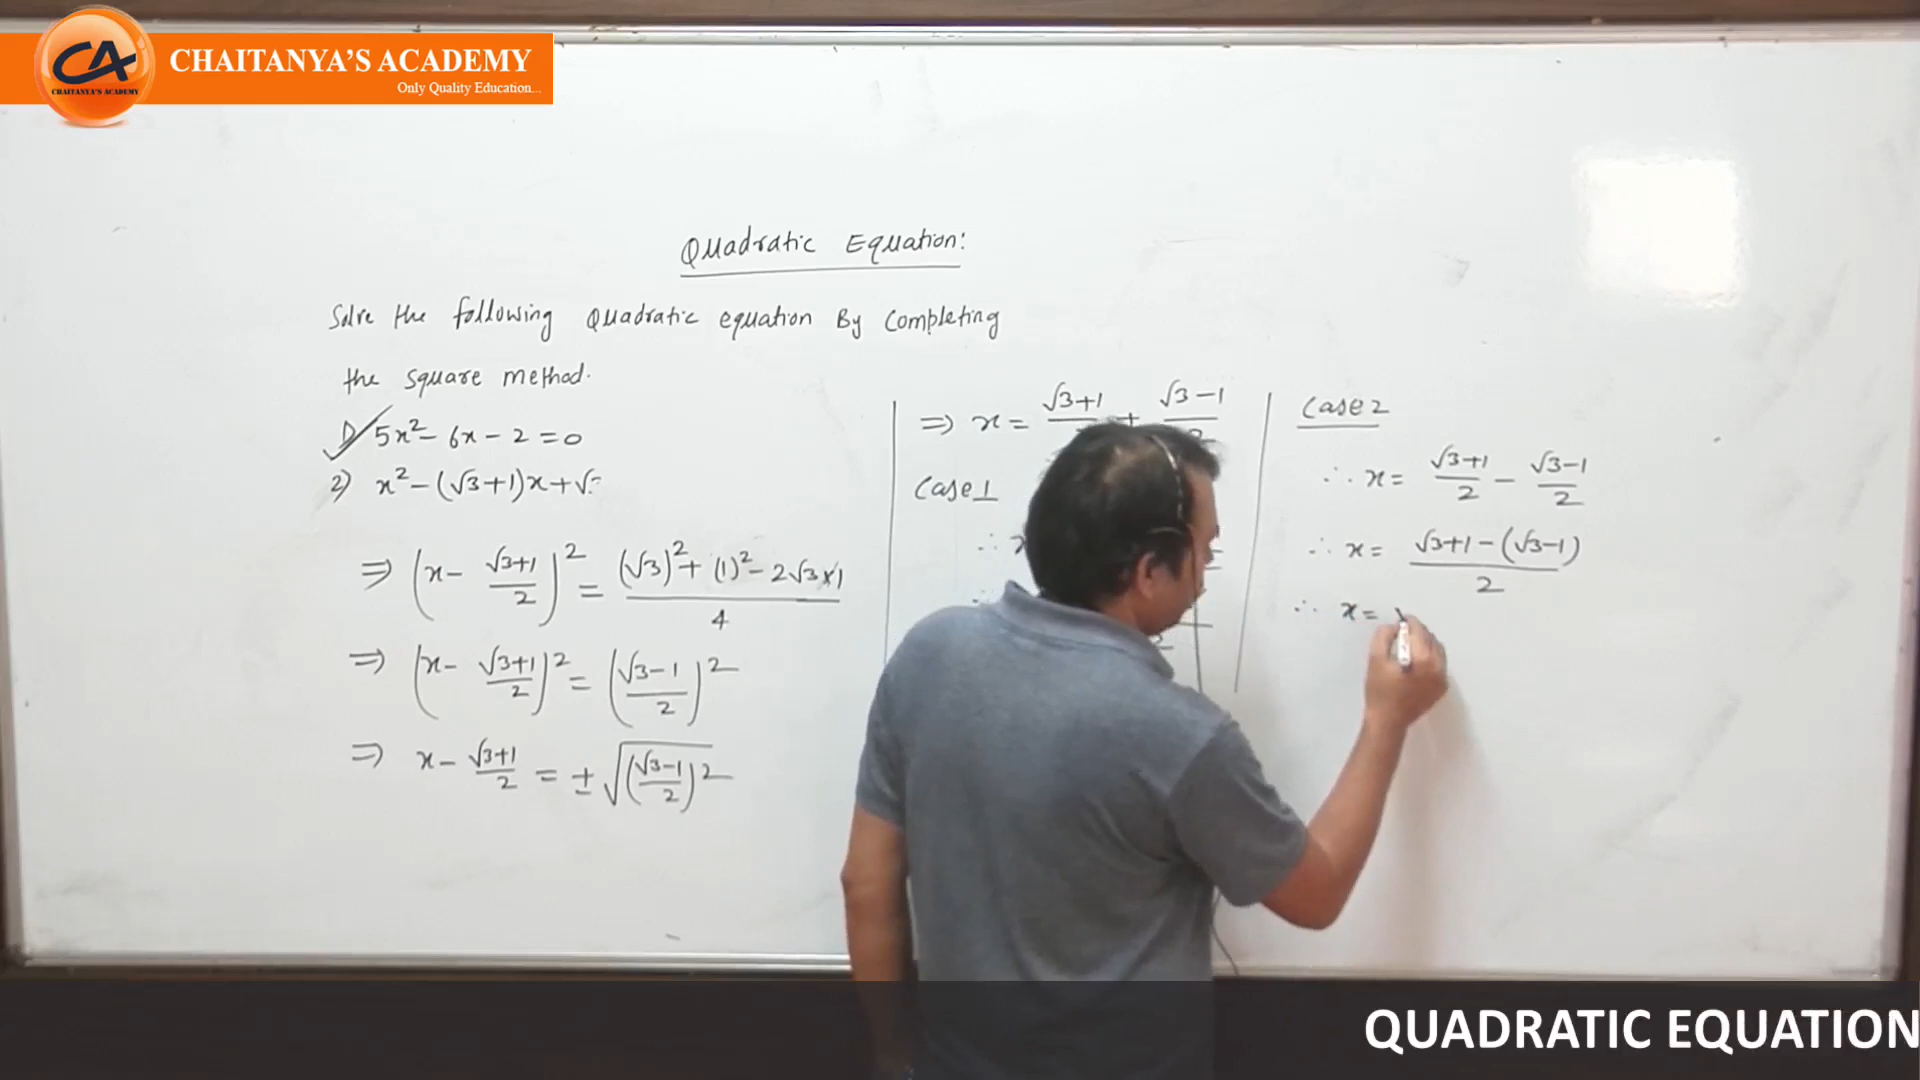 CHAITANYA'S ACADEMY
Only Quality Education...
CA
CHAITANYA'S ACADEMY
Quadratic Equation:
Solve the following Quadratic equation By Completing
the square method.
1) 5x² - 6x - 2 = 0
2) x² - (√3+1)x + √
⇒ (x - √3+1/2)² = (√3)² + (1)² - 2√3×1/4
⇒ (x - √3+1/2)² = (√3-1/2)²
⇒ x - √3+1/2 = ± √(√3-1/2)²
⇒ x = √3+1 + √3-1
Case 1
∴
Case 2
∴ x = √3+1/2 - √3-1/2
∴ x = √3+1-(√3-1)/2
∴ x =
QUADRATIC EQUATION